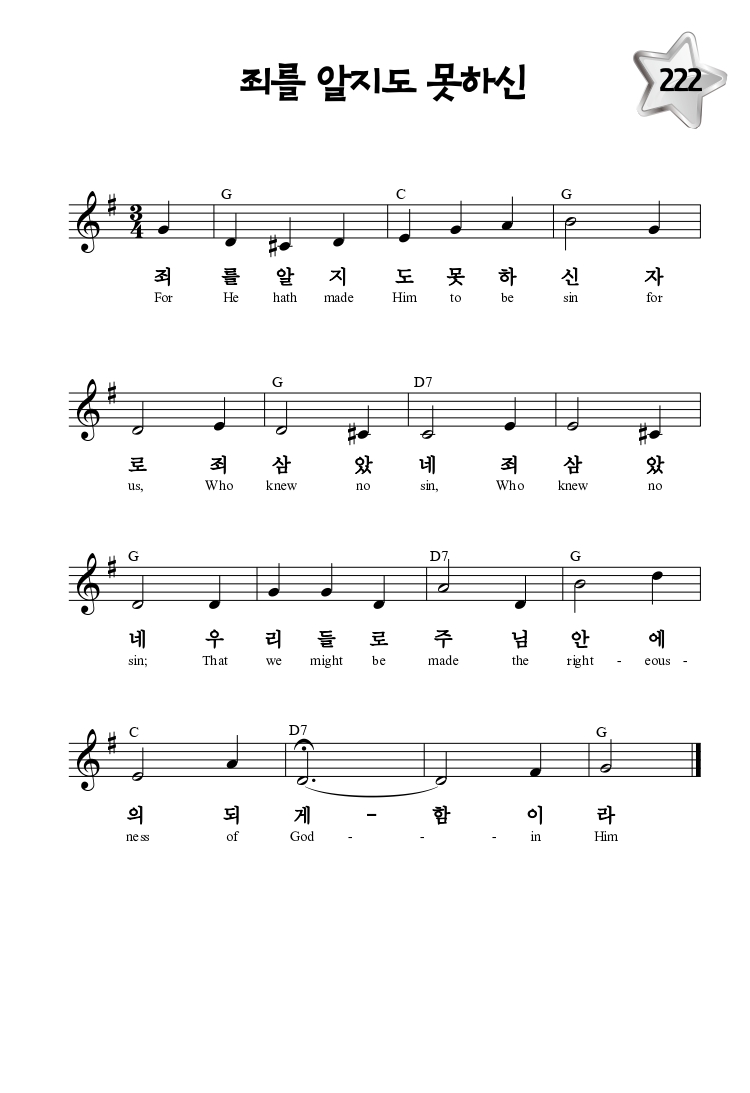 죄를 알지도 못하신
222
G C G
죄 를 알 지 도 못 하 신 자
For He hath made Him to be sin for
G D7
로 죄 삼 았 네 죄 삼 았
us, Who knew no sin, Who knew no
G D7 G
네 우 리 들 로 주 님 안 에
sin; That we might be made the right - eous -
C D7 G
의 되 게 - 함 이 라
ness of God - - - in Him